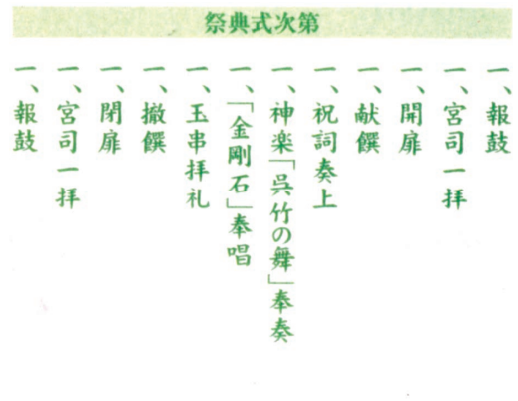 祭典式次第
一、報鼓
一、宮司一拝
一、開扉
一、献饌
一、祝詞奏上
一、神楽「呉竹の舞」奉奏
一、「金剛石」奉唱
一、玉串拝礼
一、撤饌
一、閉扉
一、宮司一拝
一、報鼓